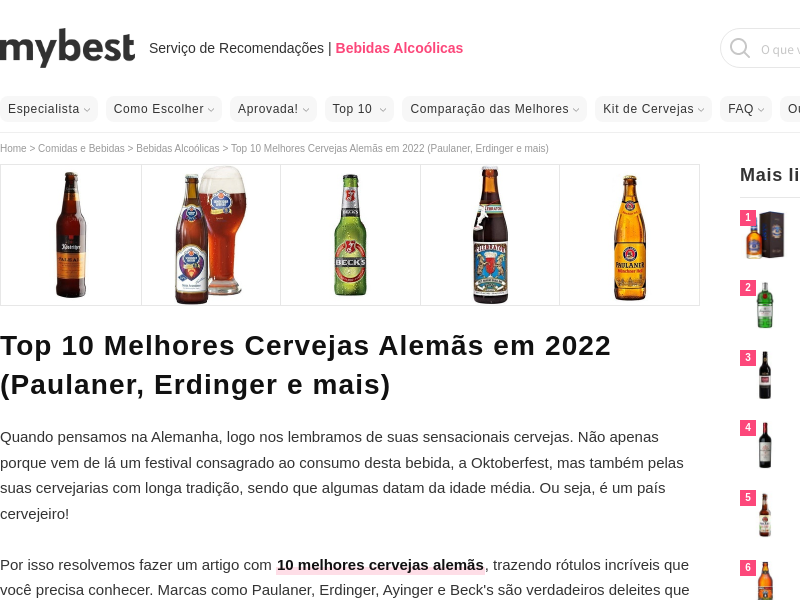 mybest Serviço de Recomendações | Bebidas Alcoólicas
O que v
Especialista Como Escolher Aprovada! Top 10 Comparação das Melhores Kit de Cervejas FAQ Ou
Home > Comidas e Bebidas > Bebidas Alcoólicas > Top 10 Melhores Cervejas Alemãs em 2022 (Paulaner, Erdinger e mais)
BECK'S
PAULANER
Top 10 Melhores Cervejas Alemãs em 2022
(Paulaner, Erdinger e mais)
Quando pensamos na Alemanha, logo nos lembramos de suas sensacionais cervejas. Não apenas
porque vem de lá um festival consagrado ao consumo desta bebida, a Oktoberfest, mas também pelas
suas cervejarias com longa tradição, sendo que algumas datam da idade média. Ou seja, é um país
cervejeiro!
Por isso resolvemos fazer um artigo com 10 melhores cervejas alemãs, trazendo rótulos incríveis que
você precisa conhecer. Marcas como Paulaner, Erdinger, Ayinger e Beck's são verdadeiros deleites que
Mais li
1
2
3
4
5
6